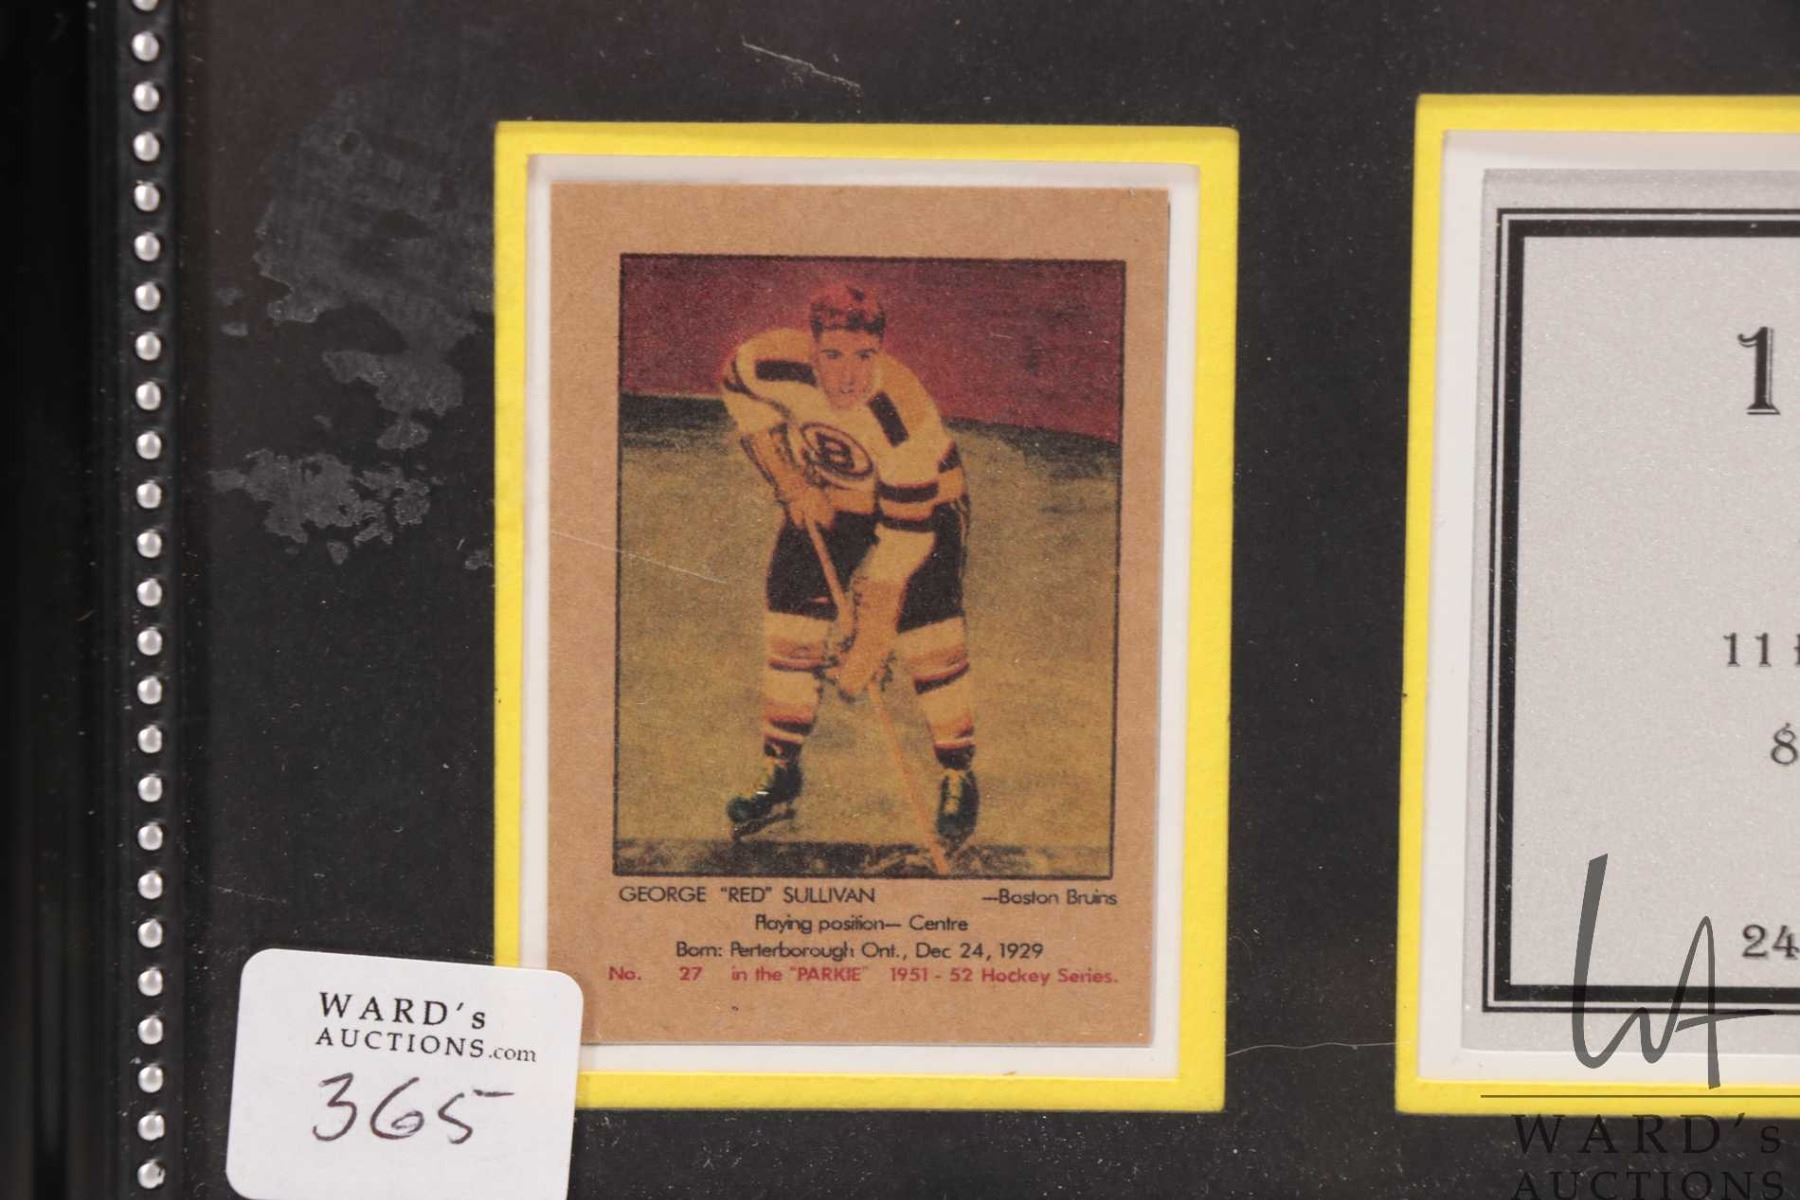 B
GEORGE "RED" SULLIVAN —Boston Bruins
Playing position— Centre
Born: Perterborough Ont., Dec 24, 1929
No. 27 in the "PARKIE" 1951 - 52 Hockey Series.
WARD's
AUCTIONS.com
365
1
11
8
24
WARD's
AUCTIONS